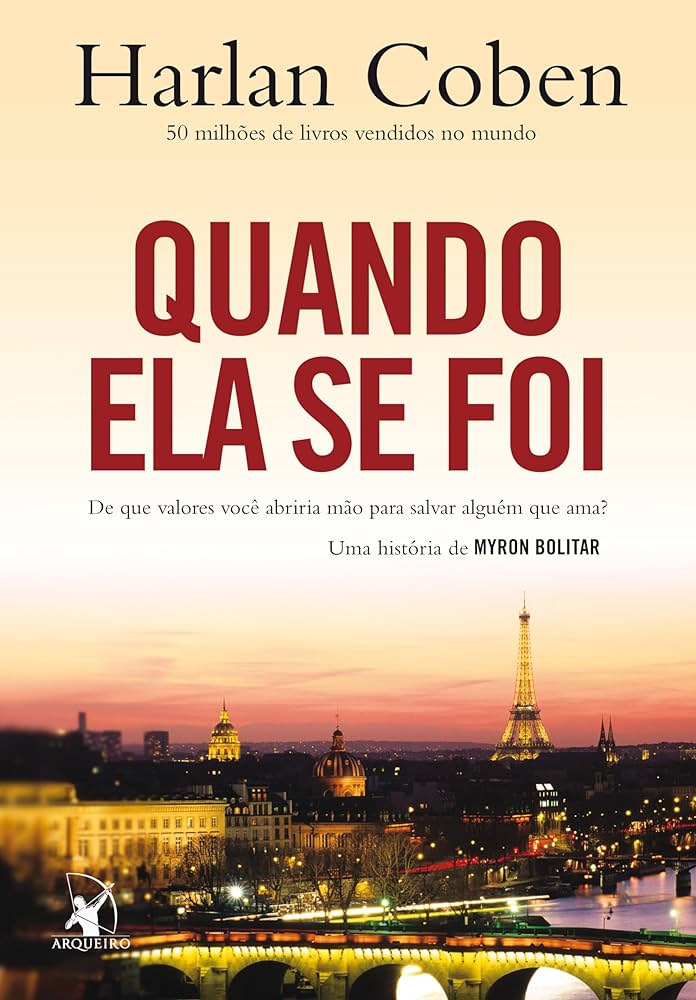 Harlan Coben
50 milhões de livros vendidos no mundo
QUANDO
ELA SE FOI
De que valores você abriria mão para salvar alguém que ama?
Uma história de MYRON BOLITAR
ARQUEIRO